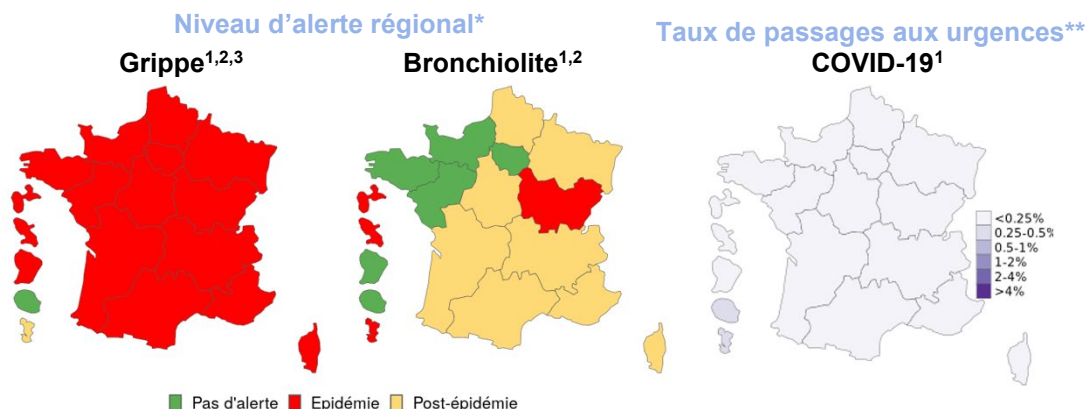 Niveau d’alerte régional*
Taux de passages aux urgences**
Grippe1,2,3
Bronchiolite1,2
COVID-191
<0.25%
0.25-0.5%
0.5-1%
1-2%
2-4%
>4%
Pas d'alerte Epidémie Post-épidémie